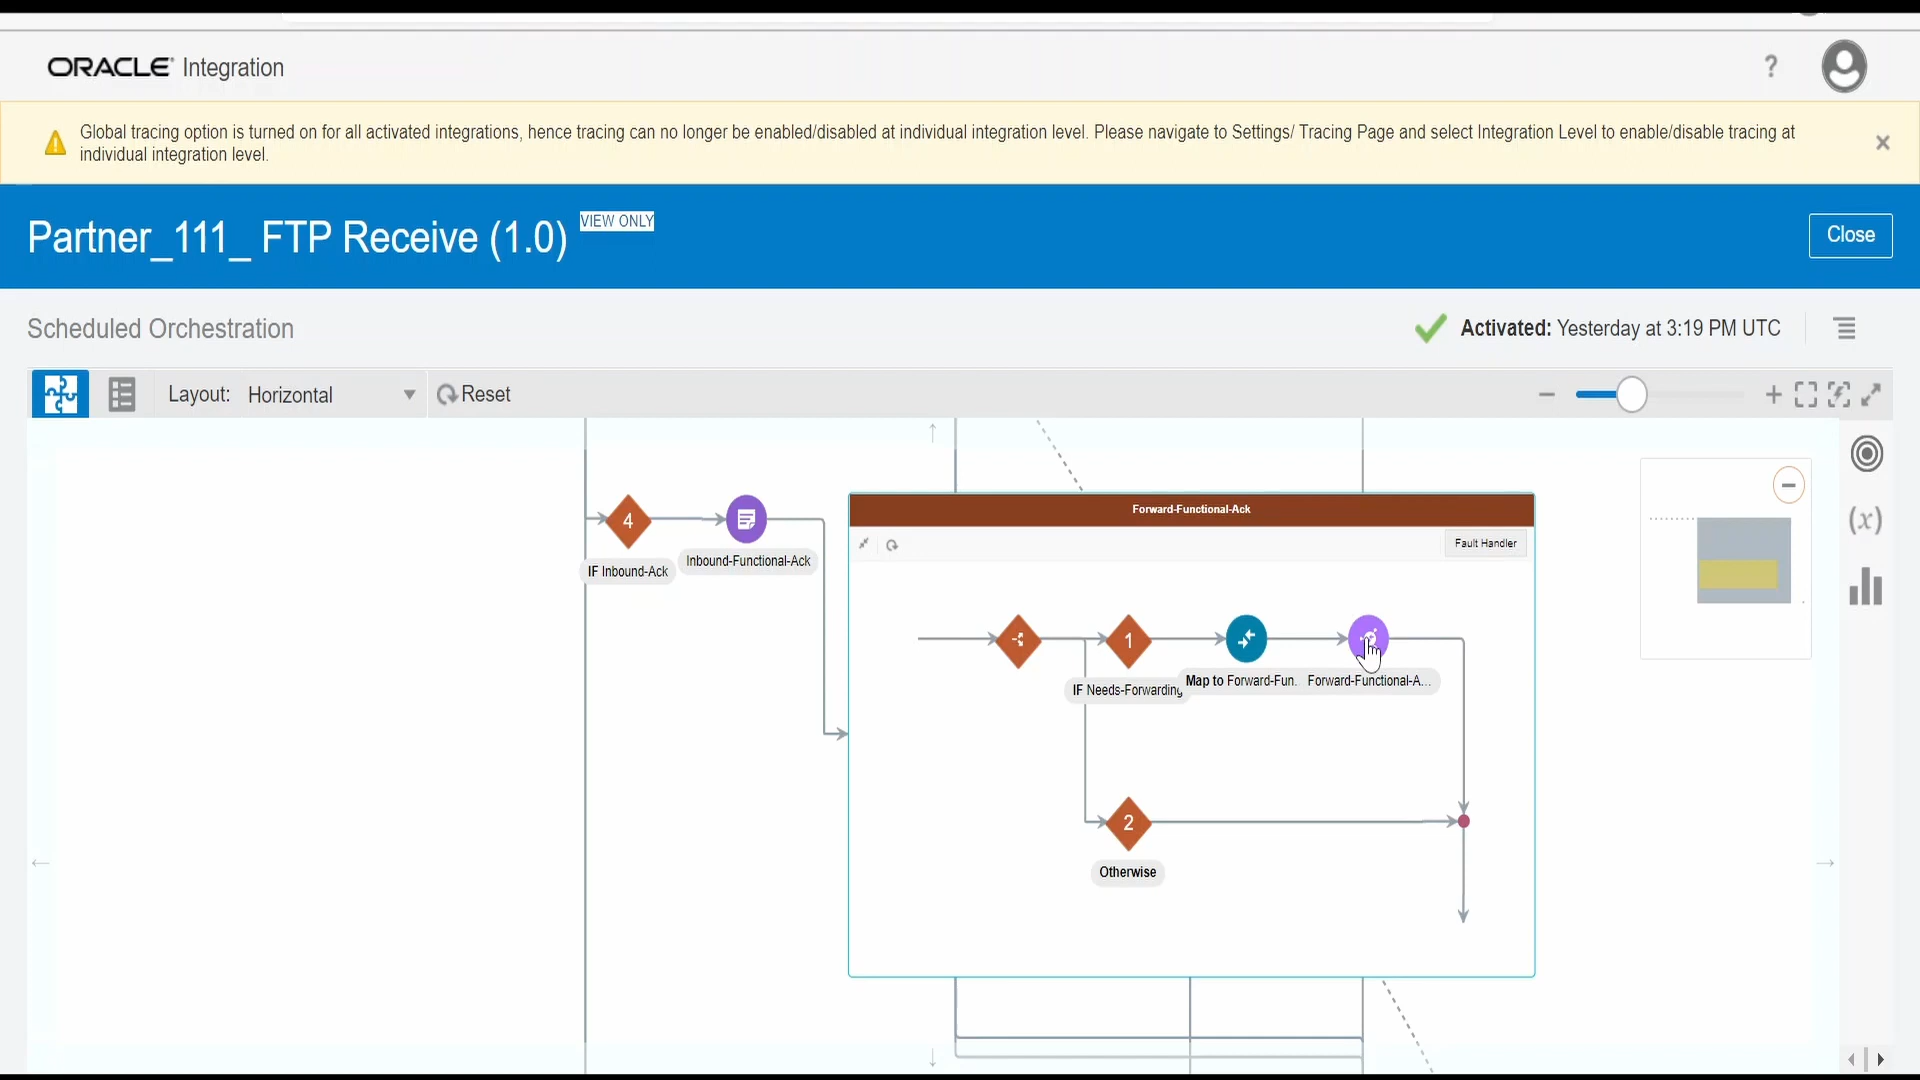 ORACLE Integration
?
Global tracing option is turned on for all activated integrations, hence tracing can no longer be enabled/disabled at individual integration level. Please navigate to Settings/ Tracing Page and select Integration Level to enable/disable tracing at
individual integration level.
Partner_111_ FTP Receive (1.0) VIEW ONLY
Close
Scheduled Orchestration
Activated: Yesterday at 3:19 PM UTC
Layout: Horizontal
Reset
Forward-Functional-Ack
4
IF Inbound-Ack
Inbound-Functional-Ack
Fault Handler
(x)
1
IF Needs-Forwarding
Map to Forward-Fun.
Forward-Functional-A...
2
Otherwise